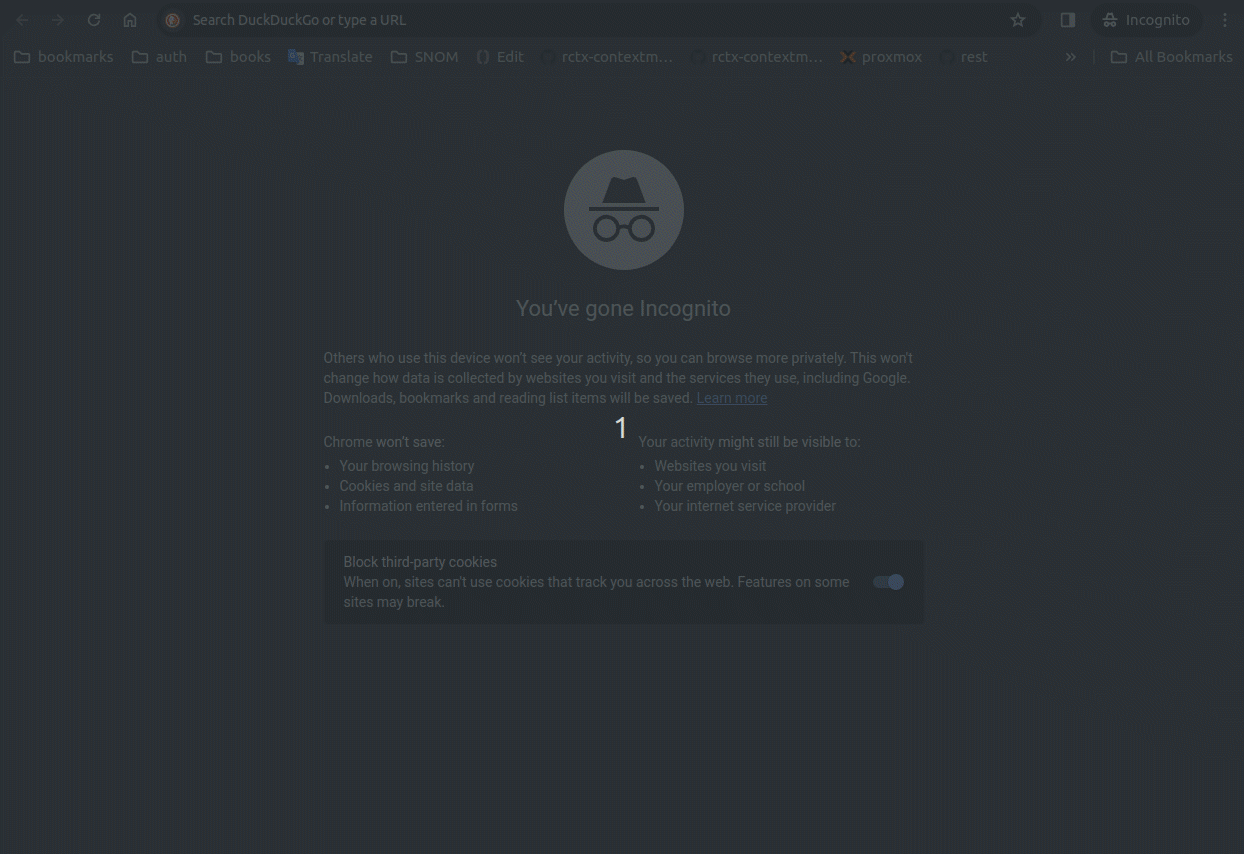 Search DuckDuckGo or type a URL
Incognito
bookmarks auth books Translate SNOM Edit rctx-contextm... rctx-contextm... proxmox rest » All Bookmarks
You’ve gone Incognito
Others who use this device won’t see your activity, so you can browse more privately. This won't
change how data is collected by websites you visit and the services they use, including Google.
Downloads, bookmarks and reading list items will be saved. Learn more
1
Chrome won’t save:
Your browsing history
Cookies and site data
Information entered in forms
Your activity might still be visible to:
Websites you visit
Your employer or school
Your internet service provider
Block third-party cookies
When on, sites can't use cookies that track you across the web. Features on some
sites may break.